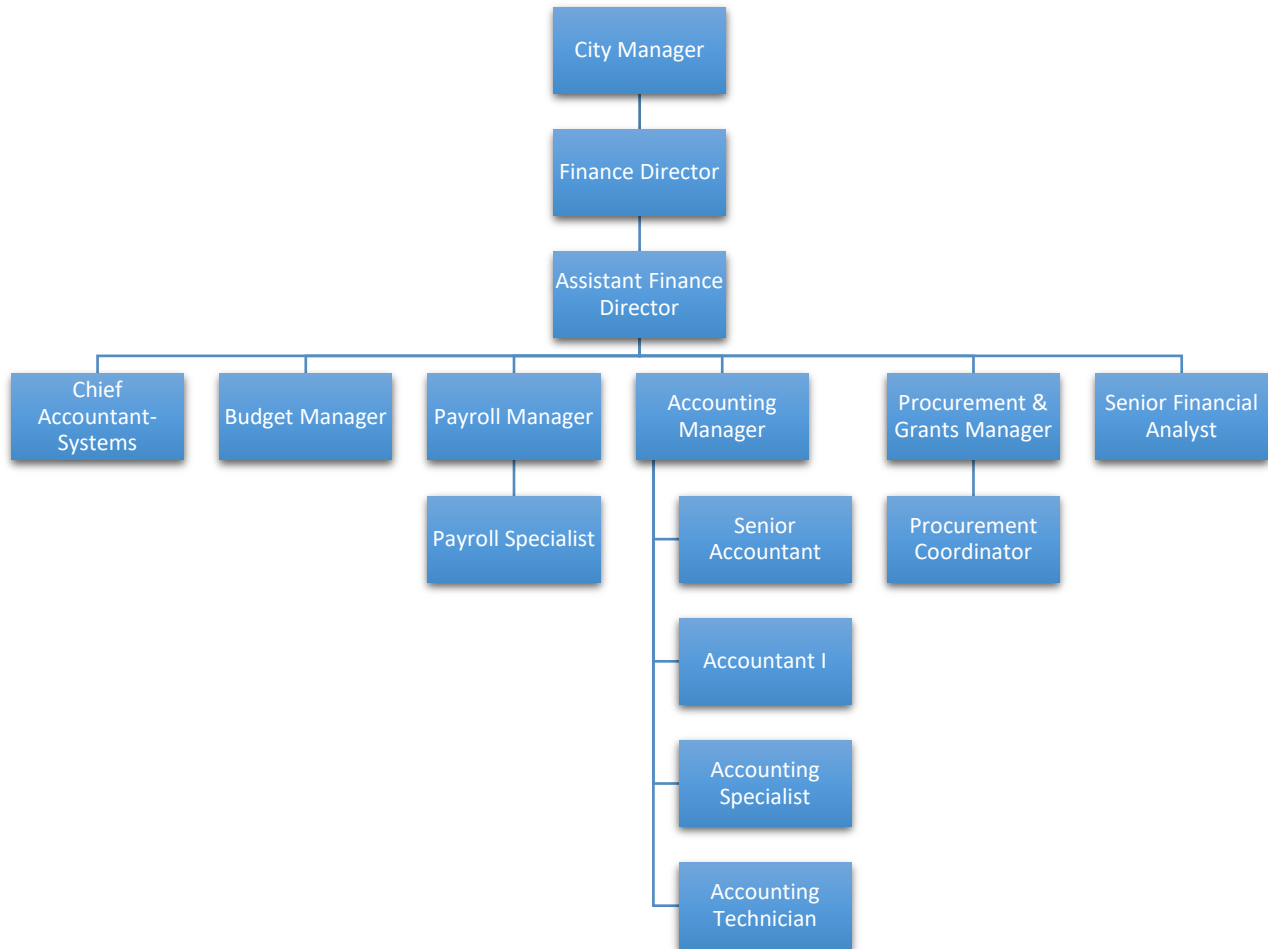 City Manager
Finance Director
Assistant Finance
Director
Chief
Accountant-
Systems
Budget Manager
Payroll Manager
Accounting
Manager
Procurement &
Grants Manager
Senior Financial
Analyst
Payroll Specialist
Senior
Accountant
Procurement
Coordinator
Accountant I
Accounting
Specialist
Accounting
Technician